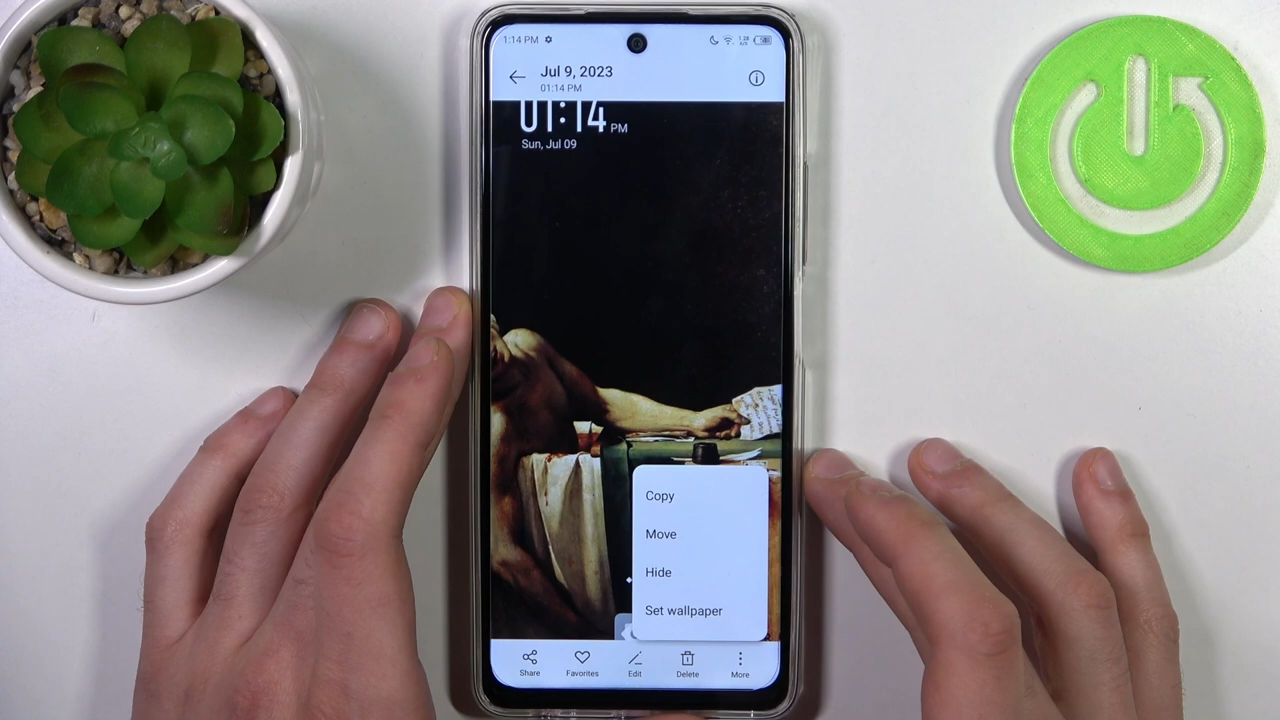 1:14 PM
Jul 9, 2023
01:14 PM
01:14 PM
Sun, Jul 09
Copy
Move
Hide
Set wallpaper
Share
Favorites
Edit
Delete
More